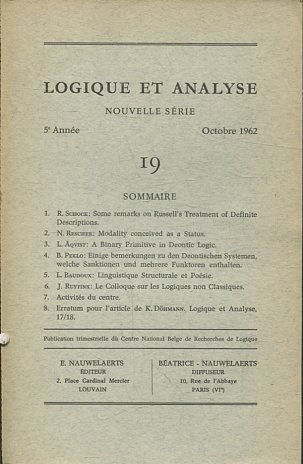 LOGIQUE ET ANALYSE
NOUVELLE SÉRIE
5e Année Octobre 1962
19
SOMMAIRE
1. R. Schock: Some remarks on Russell's Treatment of Definite
Descriptions.
2. N. Rescher: Modality conceived as a Status.
3. L. Åqvist: A Binary Primitive in Deontic Logic.
4. B. Peklo: Einige bemerkungen zu den Deontischen Systemen,
welche Sanktionen und mehrere Funktoren enthalten.
5. L. Baudoux: Linguistique Structurale et Poésie.
6. J. Ruytinx: Le Colloque sur les Logiques non Classiques.
7. Activités du centre.
8. Erratum pour l'article de K. Döhmann. Logique et Analyse,
17/18.
Publication trimestrielle du Centre National Belge de Recherches de Logique
E. NAUWELAERTS
ÉDITEUR
2, Place Cardinal Mercier
LOUVAIN
BÉATRICE - NAUWELAERTS
DIFFUSEUR
10, Rue de l'Abbaye
PARIS (VIe)